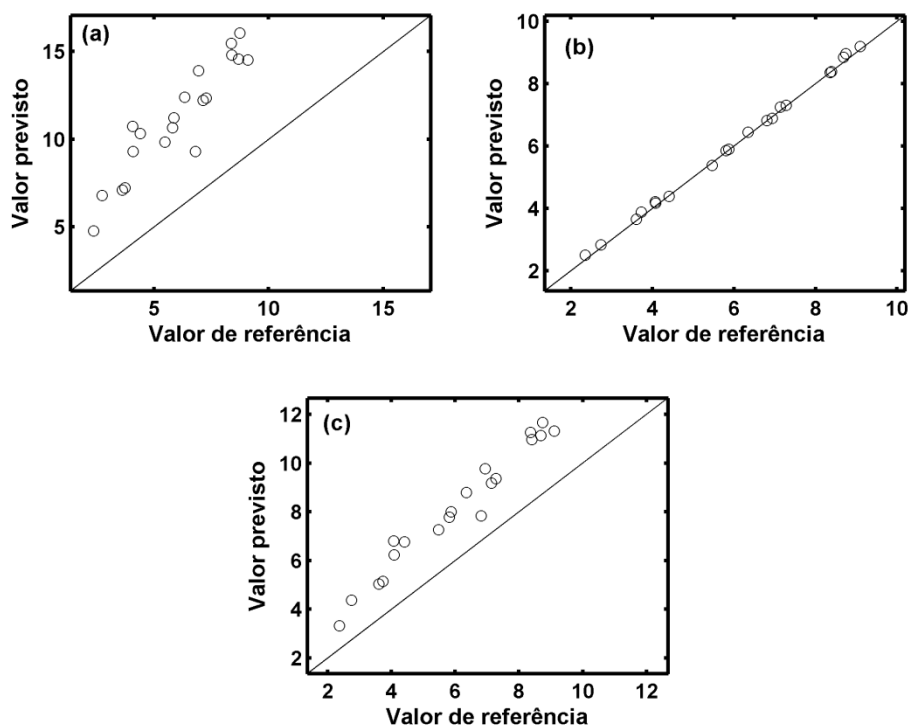 (a)
Valor previsto
15
10
5
5 10 15
Valor de referência
(b)
Valor previsto
10
8
6
4
2
2 4 6 8 10
Valor de referência
(c)
Valor previsto
12
10
8
6
4
2
2 4 6 8 10 12
Valor de referência